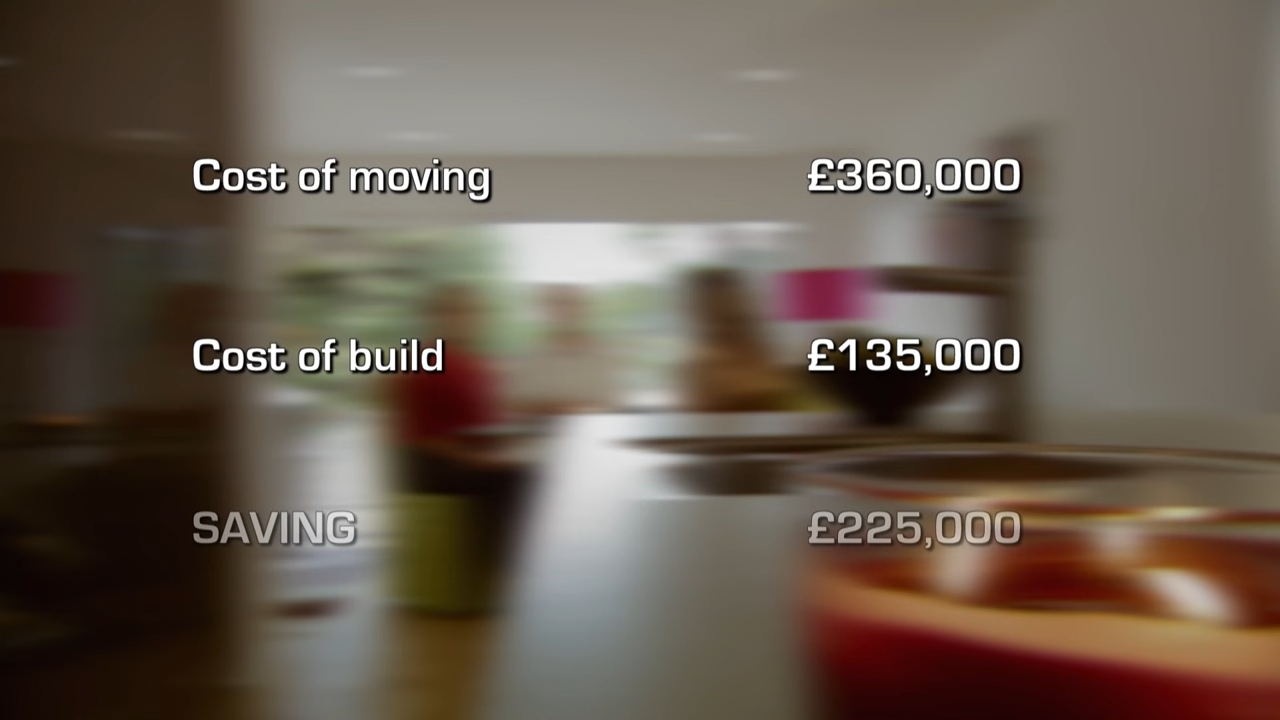 Cost of moving £360,000
Cost of build £135,000
SAVING £225,000